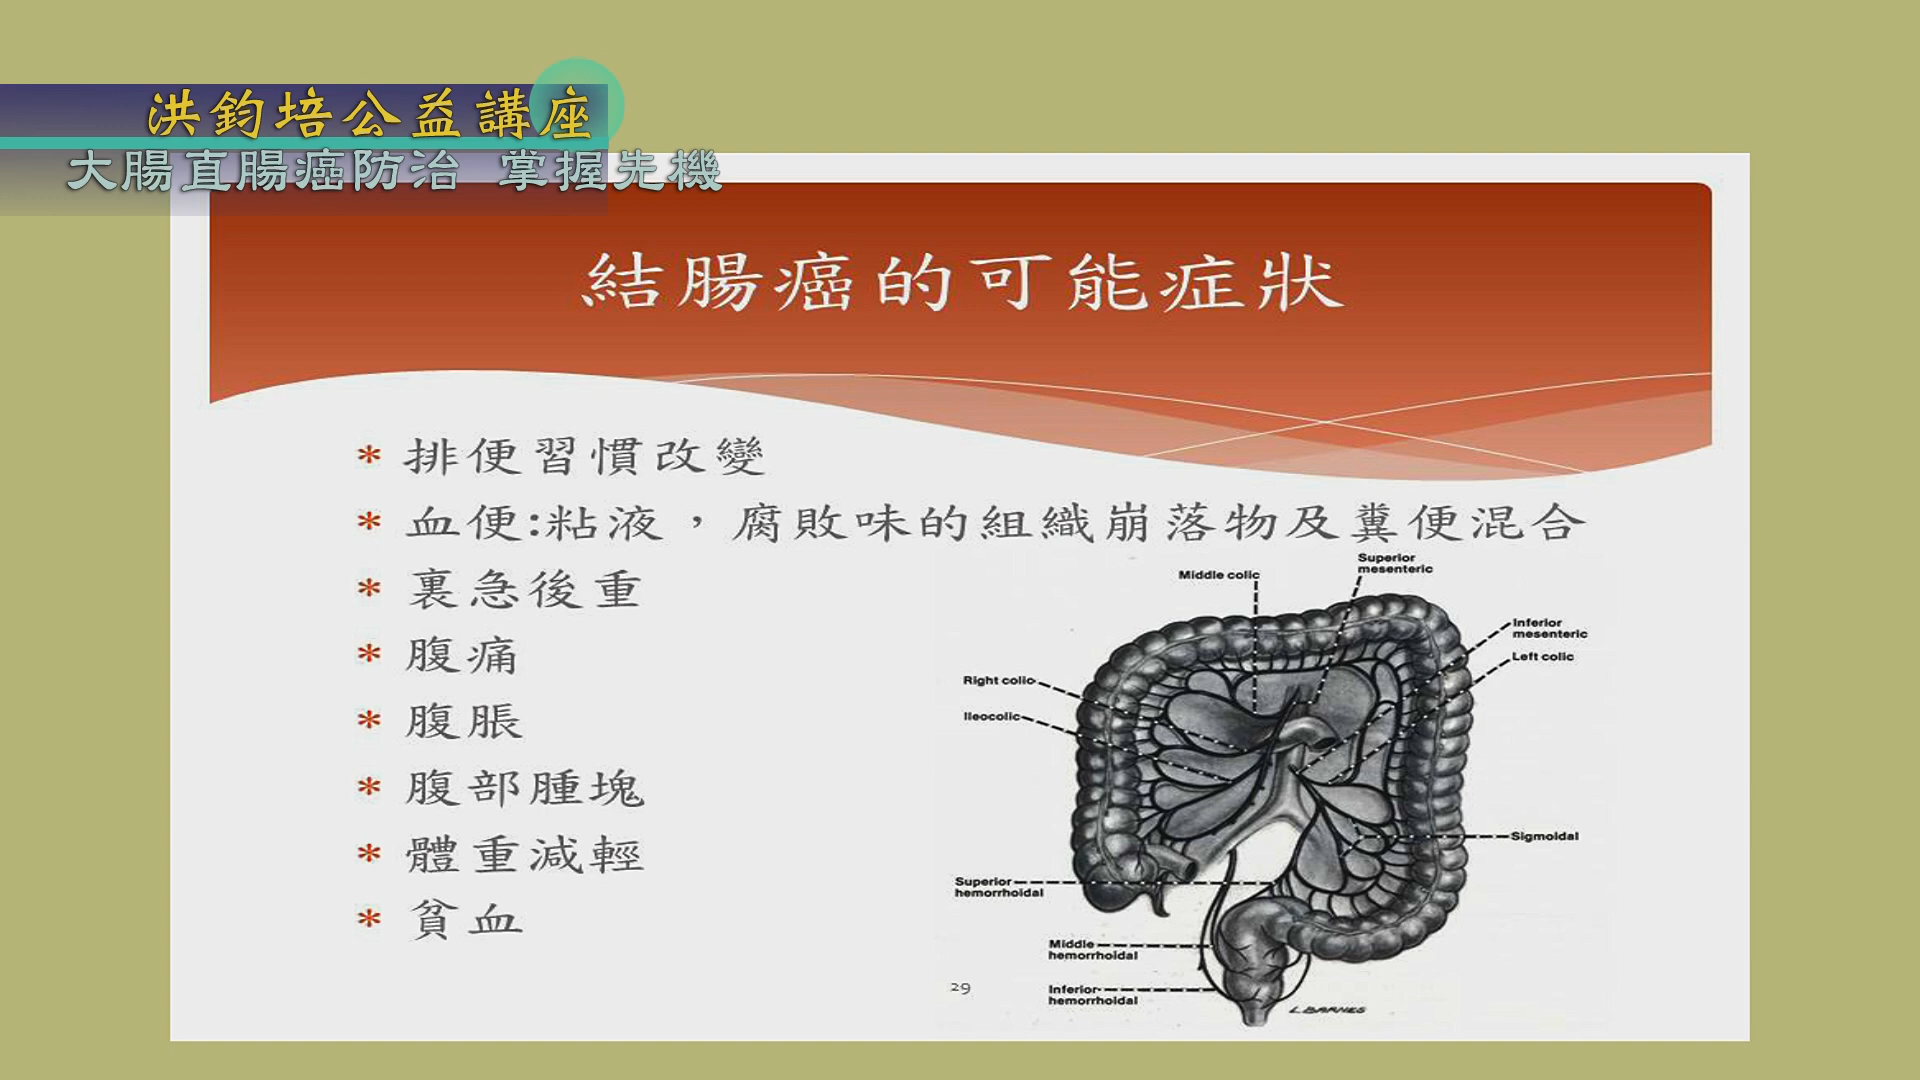 洪鈞培公益講座
大腸直腸癌防治 掌握先機
結腸癌的可能症狀
* 排便習慣改變
* 血便:粘液，腐敗味的組織崩落物及糞便混合
* 裏急後重
* 腹痛
* 腹脹
* 腹部腫塊
* 體重減輕
* 貧血
Superior
mesenteric
Middle colic
Inferior
mesenteric
Left colic
Right colic
Ileocolic
Sigmoidal
Superior
hemorrhoidal
Middle
hemorrhoidal
Inferior
hemorrhoidal
L.BARNES
29